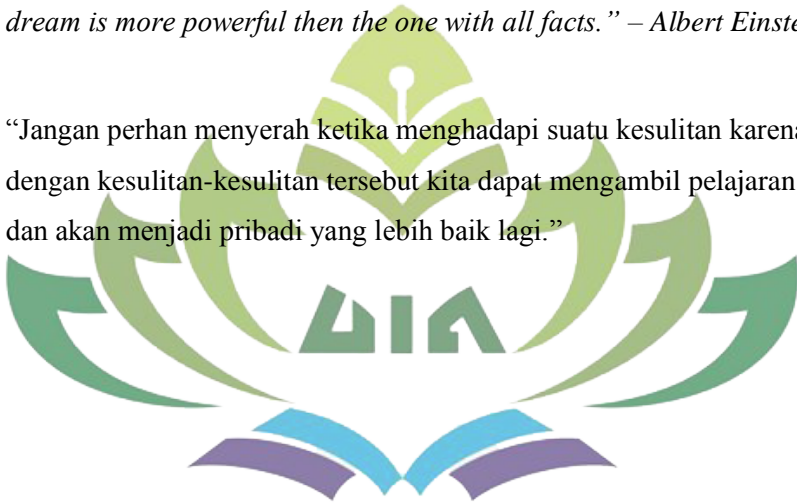 dream is more powerful then the one with all facts.” – Albert Einste
“Jangan perhan menyerah ketika menghadapi suatu kesulitan karena
dengan kesulitan-kesulitan tersebut kita dapat mengambil pelajaran
dan akan menjadi pribadi yang lebih baik lagi.”
UIN